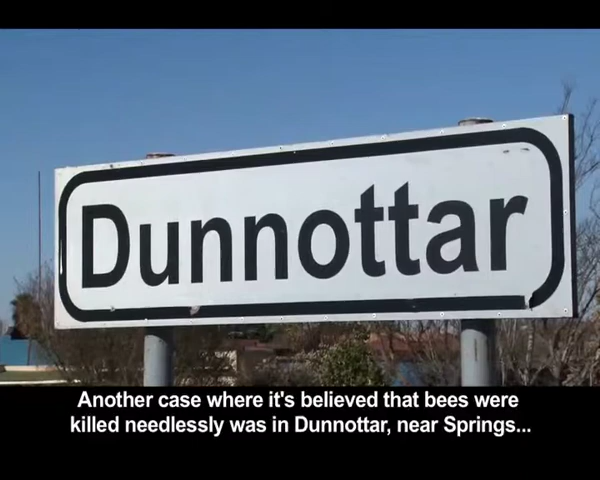 Dunnottar
Another case where it's believed that bees were
killed needlessly was in Dunnottar, near Springs...